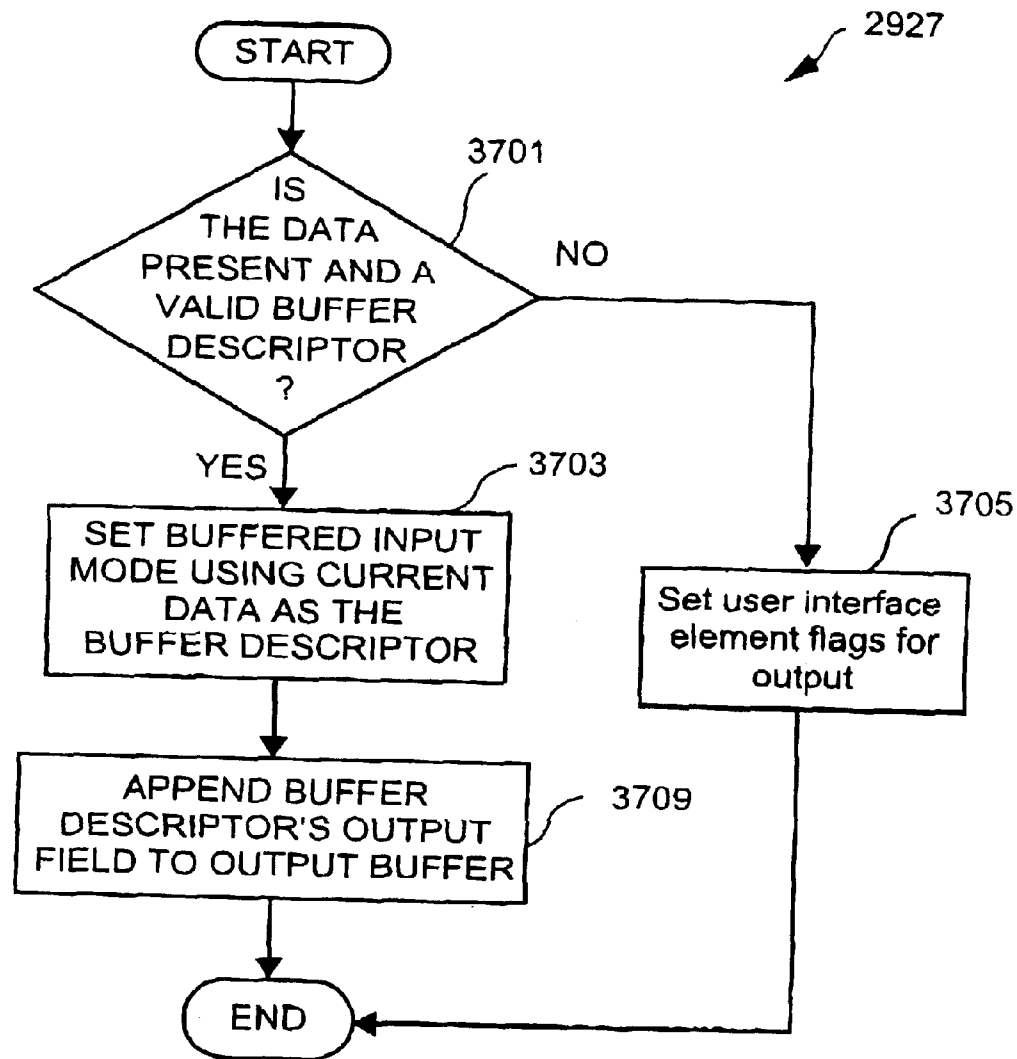 2927
START
3701
IS
THE DATA
PRESENT AND A
VALID BUFFER
DESCRIPTOR
?
NO
YES
3703
SET BUFFERED INPUT
MODE USING CURRENT
DATA AS THE
BUFFER DESCRIPTOR
3705
Set user interface
element flags for
output
APPEND BUFFER
DESCRIPTOR'S OUTPUT
FIELD TO OUTPUT BUFFER
3709
END